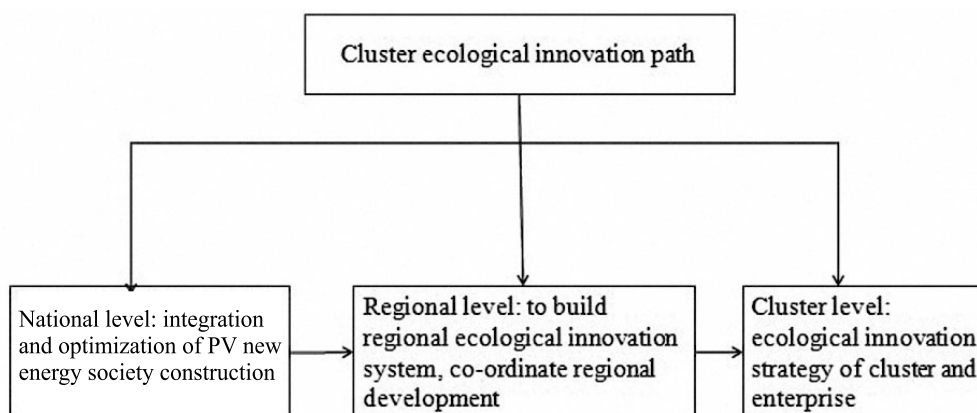 Cluster ecological innovation path
National level: integration
and optimization of PV new
energy society construction
Regional level: to build
regional ecological innovation
system, co-ordinate regional
development
Cluster level:
ecological innovation
strategy of cluster and
enterprise